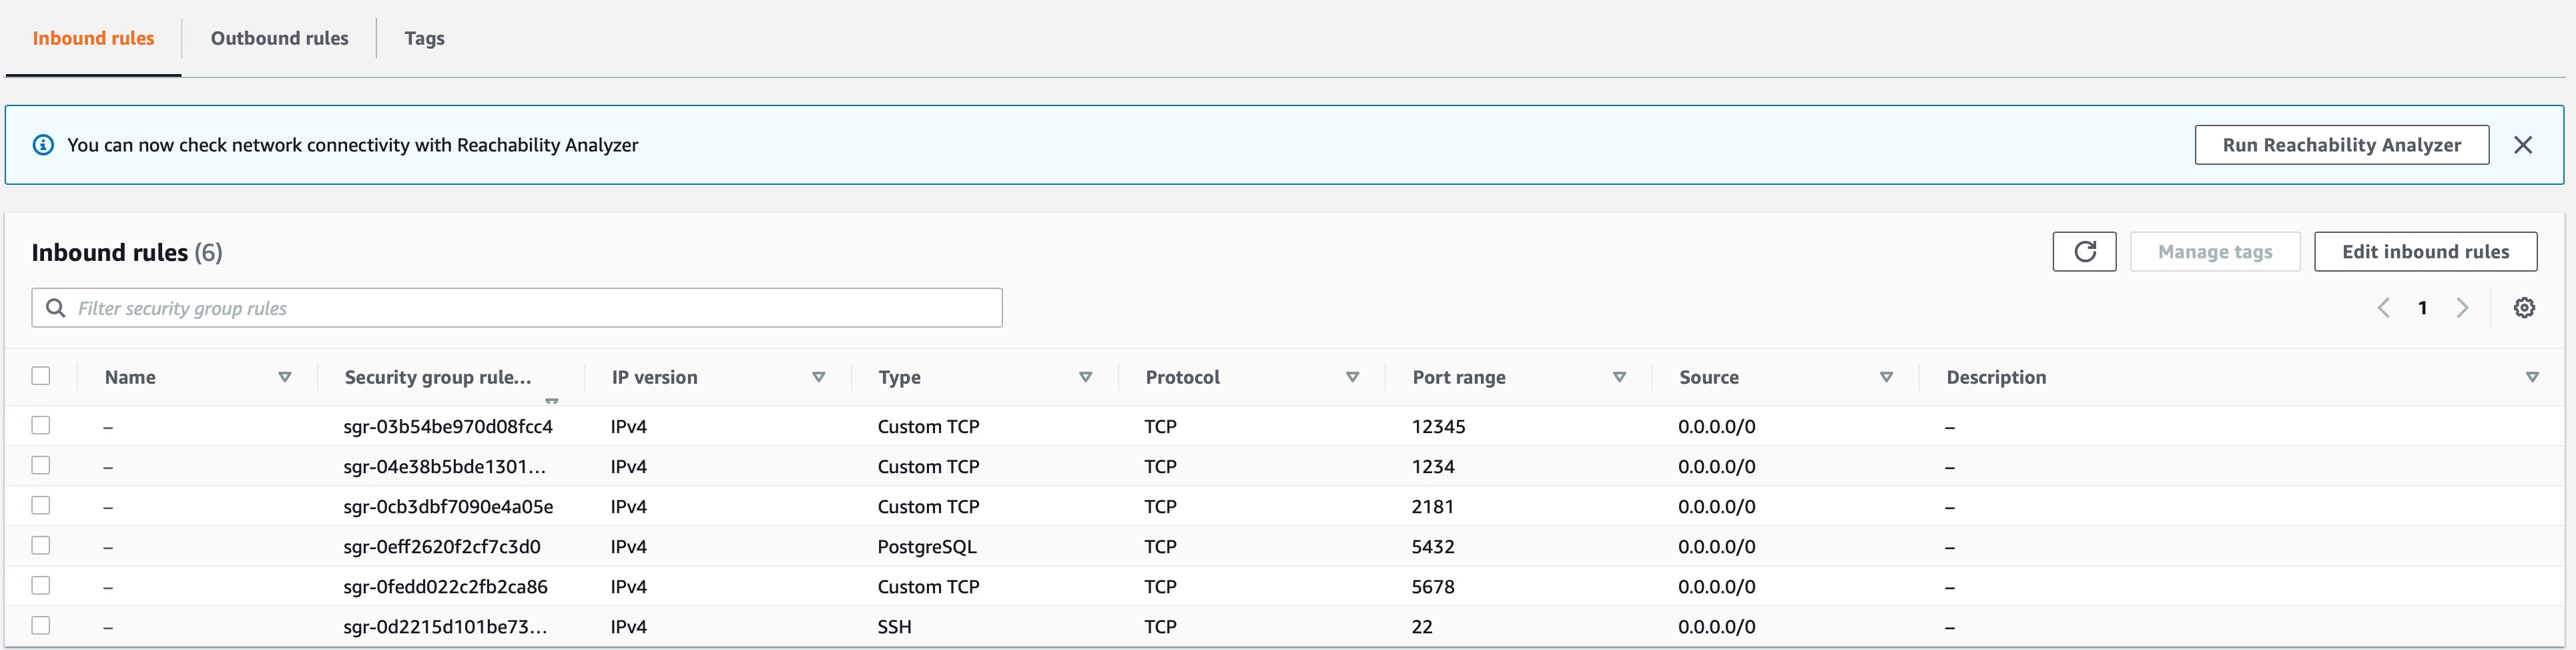 Inbound rules Outbound rules Tags
You can now check network connectivity with Reachability Analyzer Run Reachability Analyzer
Inbound rules (6) Manage tags Edit inbound rules
Filter security group rules 1
Name Security group rule... IP version Type Protocol Port range Source Description
– sgr-03b54be970d08fcc4 IPv4 Custom TCP TCP 12345 0.0.0.0/0 –
– sgr-04e38b5bde1301... IPv4 Custom TCP TCP 1234 0.0.0.0/0 –
– sgr-0cb3dbf7090e4a05e IPv4 Custom TCP TCP 2181 0.0.0.0/0 –
– sgr-0eff2620f2cf7c3d0 IPv4 PostgreSQL TCP 5432 0.0.0.0/0 –
– sgr-0fedd022c2fb2ca86 IPv4 Custom TCP TCP 5678 0.0.0.0/0 –
– sgr-0d2215d101be73... IPv4 SSH TCP 22 0.0.0.0/0 –